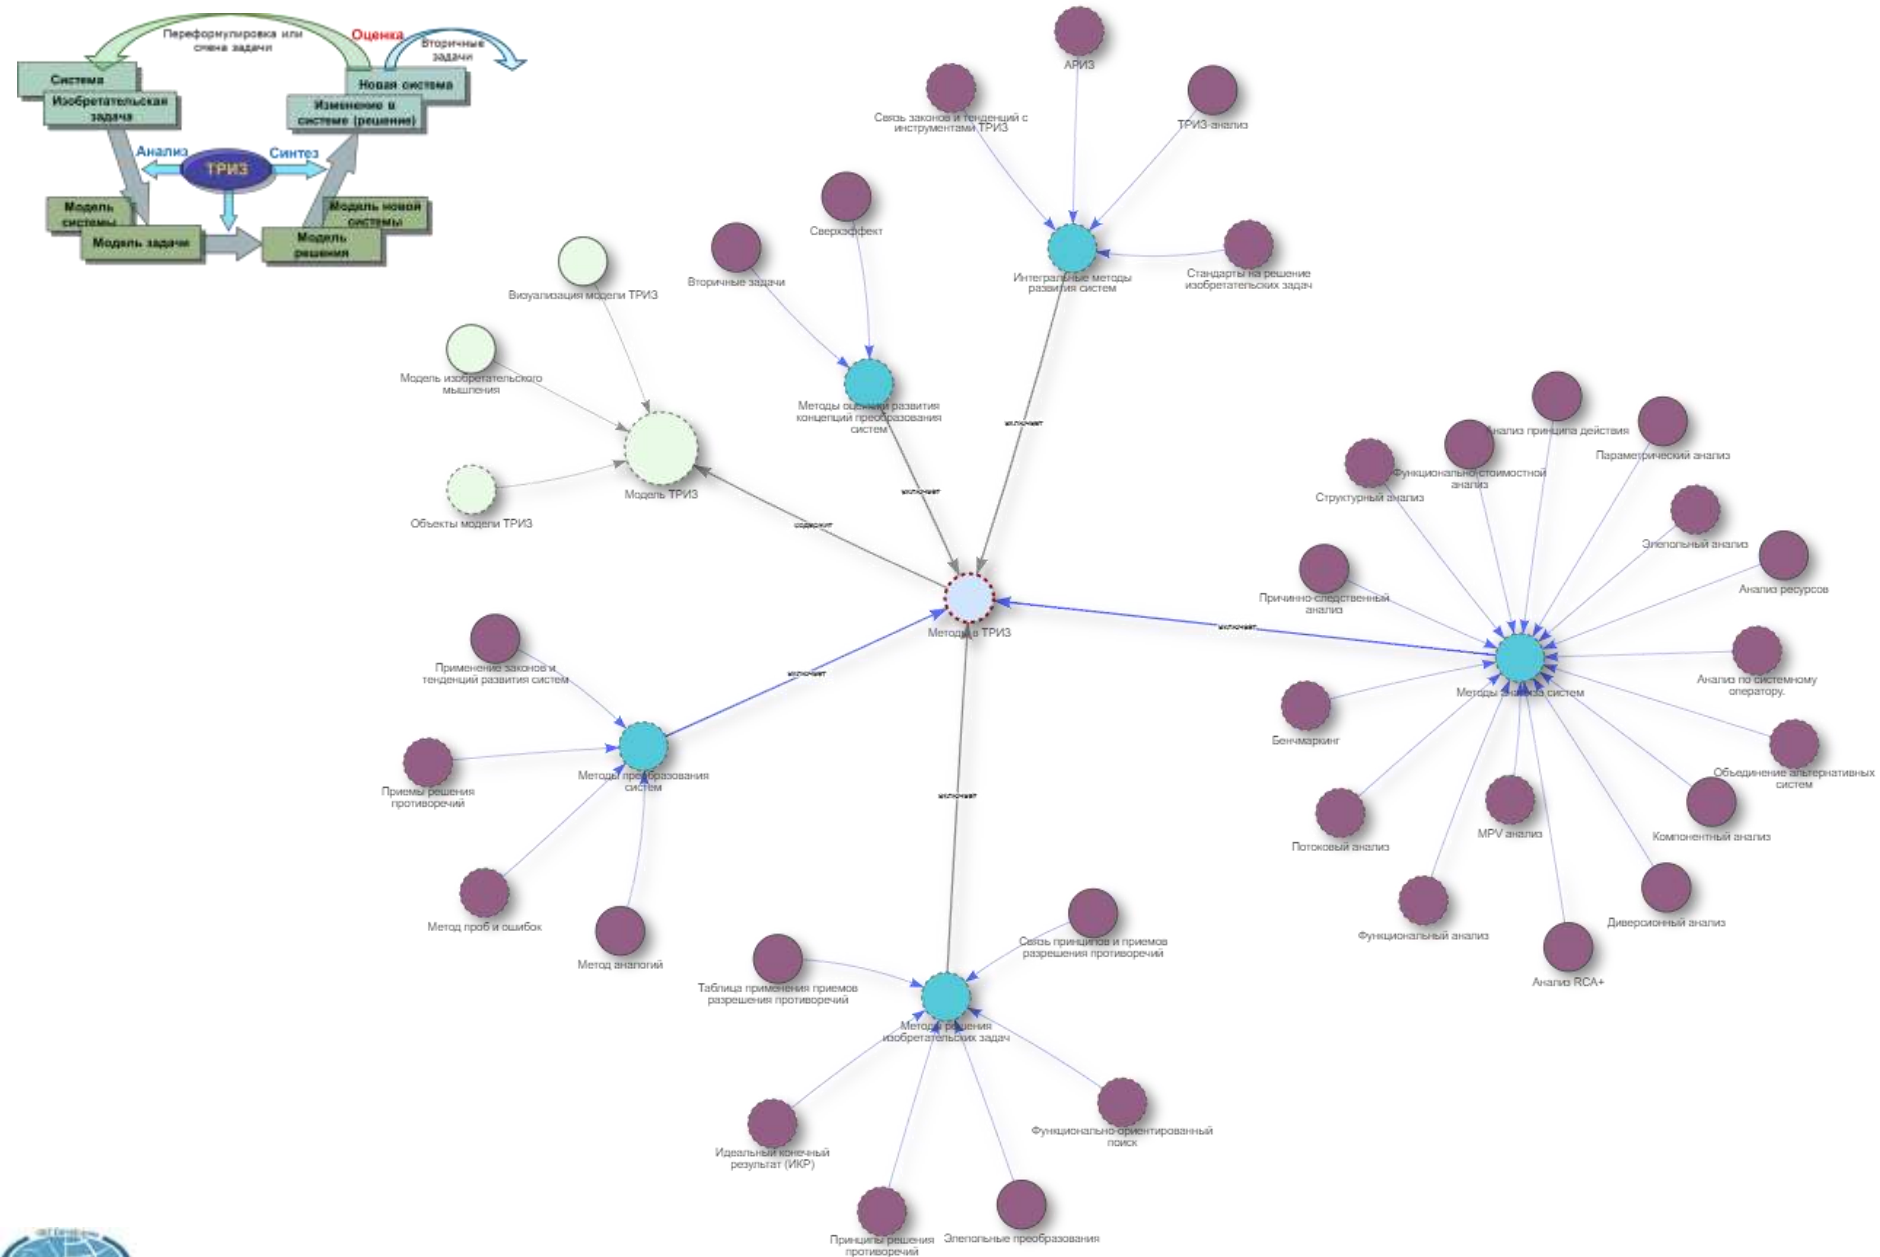 Переформулировка или
смена задачи
Оценка
Вторичные
задачи
Система
Изобретательская
задача
Новая система
Изменение в
системе (решение)
Анализ
ТРИЗ
Синтез
Модель
системы
Модель задачи
Модель
решения
Модель новой
системы
АРИЗ
Связь законов и тенденций с
инструментами ТРИЗ
ТРИЗ-анализ
Сверхэффект
Вторичные задачи
Интегральные методы
развития систем
Стандарты на решение
изобретательских задач
Визуализация модели ТРИЗ
Модель изобретательского
мышления
Методы оценки развития
концепций преобразования
систем
включает
включает
Модель ТРИЗ
Объекты модели ТРИЗ
содержит
Методы в ТРИЗ
включает
Анализ принципа действия
Параметрический анализ
Функционально-стоимостной
анализ
Структурный анализ
Элепольный анализ
Анализ ресурсов
Причинно-следственный
анализ
Методы анализа систем
Анализ по системному
оператору.
Бенчмаркинг
Объединение альтернативных
систем
Потоковый анализ
MPV анализ
Компонентный анализ
Функциональный анализ
Диверсионный анализ
Анализ RCA+
Применение законов и
тенденций развития систем
включает
Методы преобразования
систем
Приемы решения
противоречий
Метод проб и ошибок
Метод аналогий
включает
Связь принципов и приемов
разрешения противоречий
Таблица применения приемов
разрешения противоречий
Методы решения
изобретательских задач
Идеальный конечный
результат (ИКР)
Функционально-ориентированный
поиск
Принципы решения
противоречий
Элепольные преобразования